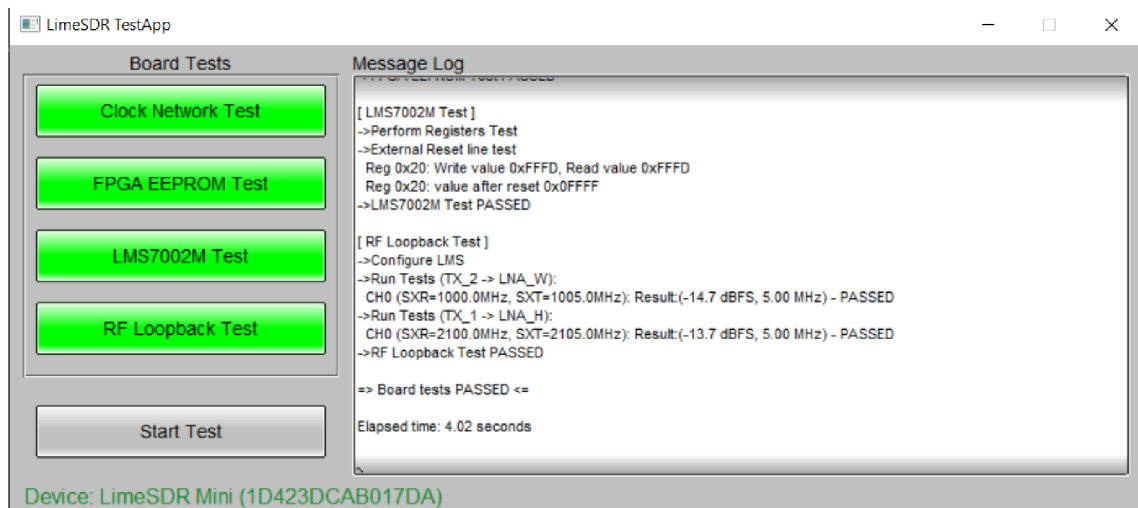 LimeSDR TestApp
Board Tests
Clock Network Test
FPGA EEPROM Test
LMS7002M Test
RF Loopback Test
Start Test
Message Log
->FPGA EEPROM Test PASSED
[ LMS7002M Test ]
->Perform Registers Test
->External Reset line test
Reg 0x20: Write value 0xFFFD, Read value 0xFFFD
Reg 0x20: value after reset 0x0FFFF
->LMS7002M Test PASSED
[ RF Loopback Test ]
->Configure LMS
->Run Tests (TX_2 -> LNA_W):
CH0 (SXR=1000.0MHz, SXT=1005.0MHz): Result:(-14.7 dBFS, 5.00 MHz) - PASSED
->Run Tests (TX_1 -> LNA_H):
CH0 (SXR=2100.0MHz, SXT=2105.0MHz): Result:(-13.7 dBFS, 5.00 MHz) - PASSED
->RF Loopback Test PASSED
=> Board tests PASSED <=
Elapsed time: 4.02 seconds
Device: LimeSDR Mini (1D423DCAB017DA)